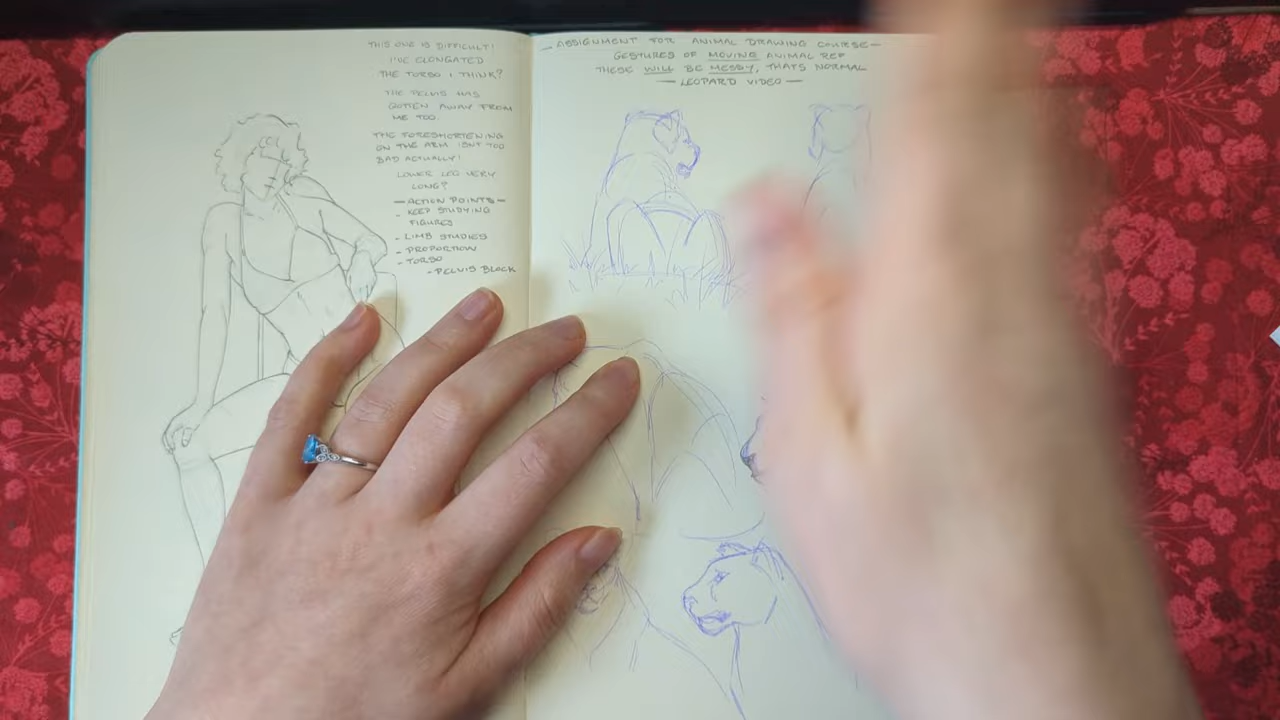 THIS ONE IS DIFFICULT!
I'VE ELONGATED
THE TORSO I THINK?
THE PELVIS HAS
GOTTEN AWAY FROM
ME TOO.
THE FORESHORTENING
ON THE ARM ISNT TOO
BAD ACTUALLY!
LOWER LEG VERY
LONG?
- ACTION POINTS -
- KEEP STUDYING
FIGURES
- LIMB STUDIES
- PROPORTION
- TORSO
- PELVIS BLOCK
- ASSIGNMENT FOR ANIMAL DRAWING COURSE -
GESTURES OF MOVING ANIMAL REF
THESE WILL BE MESSY, THATS NORMAL
- LEOPARD VIDEO -